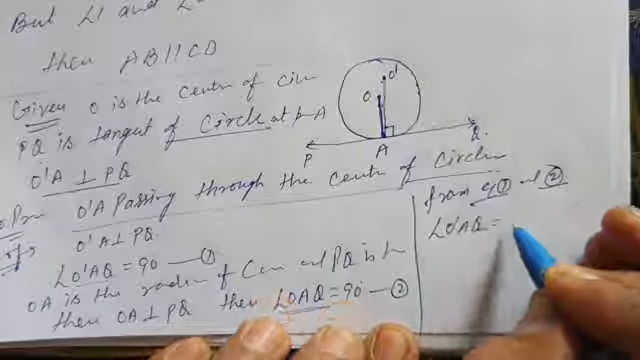 But ∠1 and ∠
then AB||CD
Given O is the centre of Cir
PQ is tangent of Circle at P-A
O'A ⊥ PQ
O'A Passing through the centre of Circle
O'A ⊥ PQ
∠O'AQ = 90 — ①
OA is the radius of Circ and PQ is
then OA ⊥ PQ then ∠OAQ = 90 — ②
O'
O
P
A
Q
from eq ① and ②
∠O'AQ =